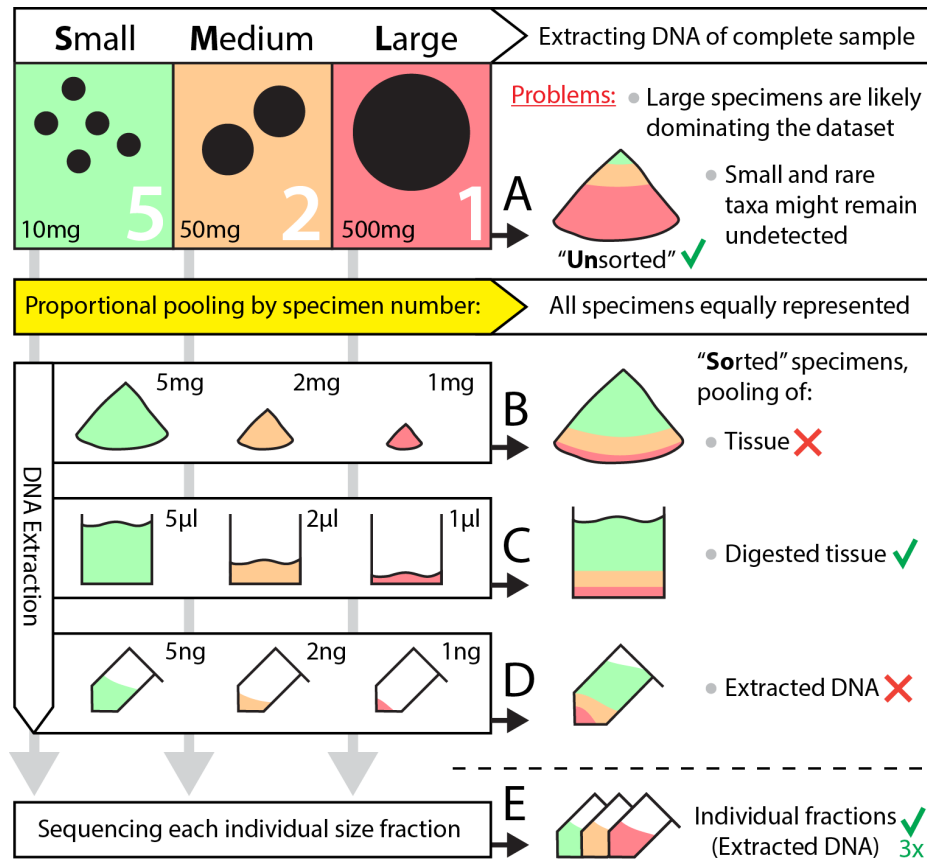 Small
Medium
Large
Extracting DNA of complete sample
5
10mg
2
50mg
1
500mg
A
Problems:
Large specimens are likely
dominating the dataset
Small and rare
taxa might remain
undetected
“Unsorted”
Proportional pooling by specimen number:
All specimens equally represented
DNA Extraction
5mg
2mg
1mg
B
“Sorted” specimens,
pooling of:
Tissue
5µl
2µl
1µl
C
Digested tissue
5ng
2ng
1ng
D
Extracted DNA
Sequencing each individual size fraction
E
Individual fractions
(Extracted DNA)
3x